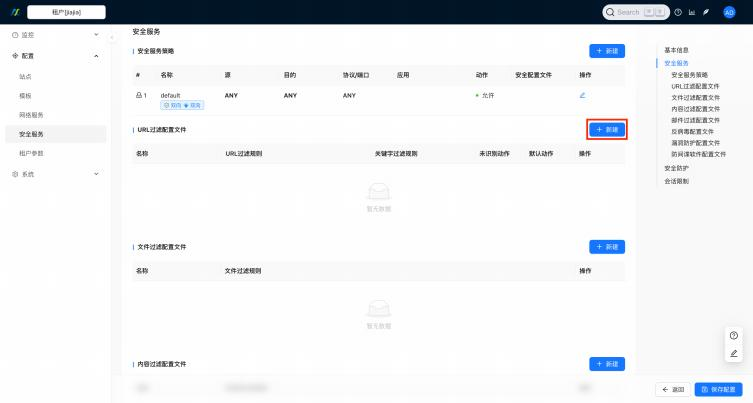 租户[jiajia]
Search
AD
监控
配置
站点
模板
网络服务
安全服务
租户参数
系统
安全服务
安全服务策略
+ 新建
# 名称 源 目的 协议/端口 应用 动作 安全配置文件 操作
1 default ANY ANY ANY 允许
双向 双向
URL过滤配置文件
+ 新建
名称 URL过滤规则 关键字过滤规则 未识别动作 默认动作 操作
暂无数据
文件过滤配置文件
+ 新建
名称 文件过滤规则 操作
暂无数据
内容过滤配置文件
+ 新建
基本信息
安全服务
安全服务策略
URL过滤配置文件
文件过滤配置文件
内容过滤配置文件
邮件过滤配置文件
反病毒配置文件
漏洞防护配置文件
防间谍软件配置文件
安全防护
会话限制
返回
保存配置